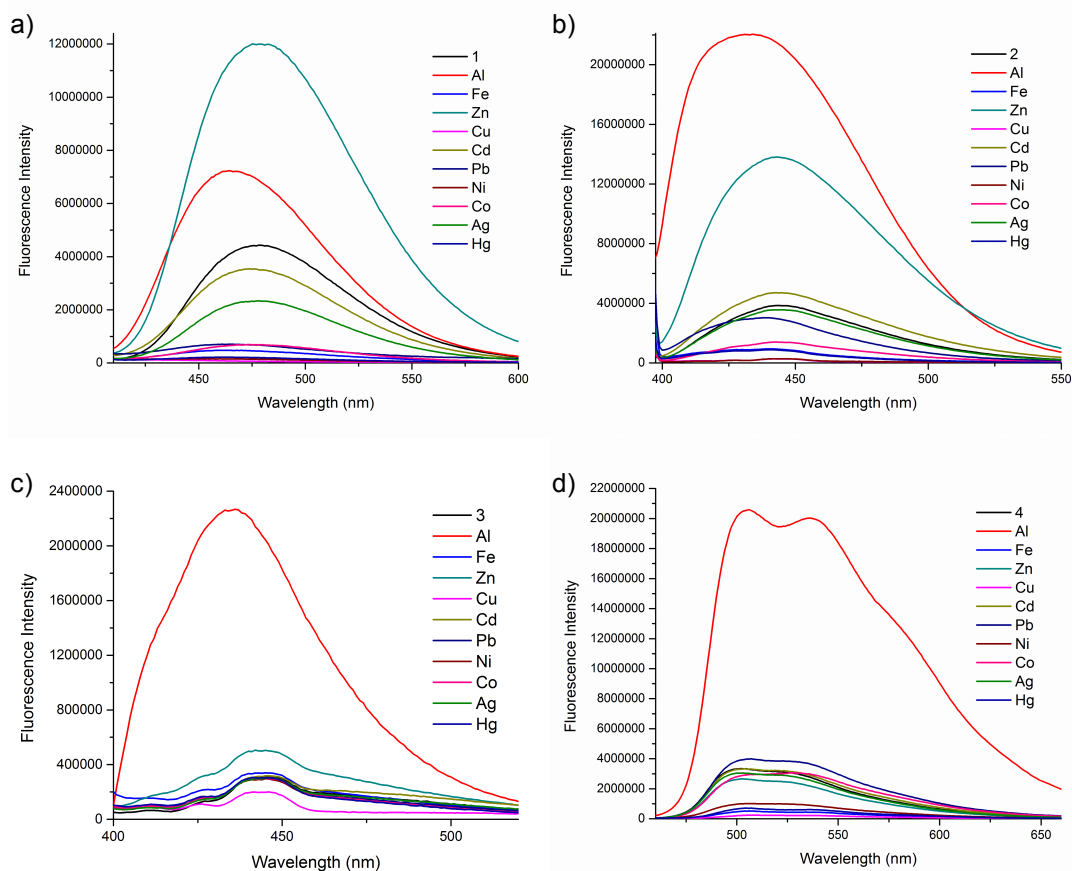 a)
12000000
10000000
8000000
6000000
4000000
2000000
0
Fluorescence Intensity
450 500 550 600
Wavelength (nm)
1
Al
Fe
Zn
Cu
Cd
Pb
Ni
Co
Ag
Hg
b)
20000000
16000000
12000000
8000000
4000000
0
Fluorescence Intensity
400 450 500 550
Wavelength (nm)
2
Al
Fe
Zn
Cu
Cd
Pb
Ni
Co
Ag
Hg
c)
2400000
2000000
1600000
1200000
800000
400000
0
Fluorescence Intensity
400 450 500
Wavelength (nm)
3
Al
Fe
Zn
Cu
Cd
Pb
Ni
Co
Ag
Hg
d)
22000000
20000000
18000000
16000000
14000000
12000000
10000000
8000000
6000000
4000000
2000000
0
Fluorescence Intensity
500 550 600 650
Wavelength (nm)
4
Al
Fe
Zn
Cu
Cd
Pb
Ni
Co
Ag
Hg